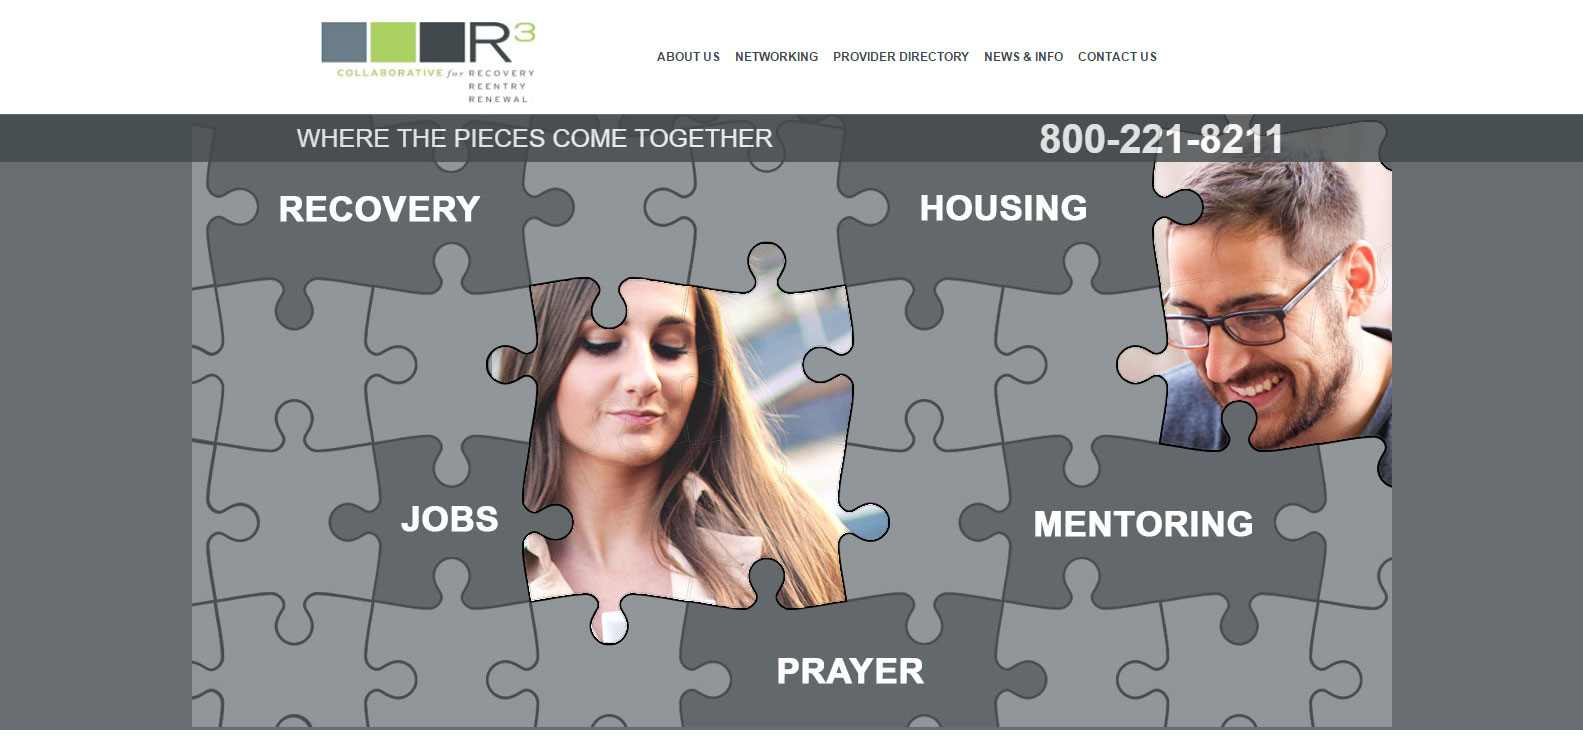 R3
COLLABORATIVE for RECOVERY
REENTRY
RENEWAL
ABOUT US NETWORKING PROVIDER DIRECTORY NEWS & INFO CONTACT US
WHERE THE PIECES COME TOGETHER 800-221-8211
RECOVERY HOUSING
JOBS MENTORING
PRAYER